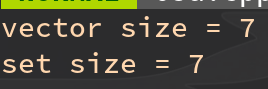 vector size = 7
set size = 7